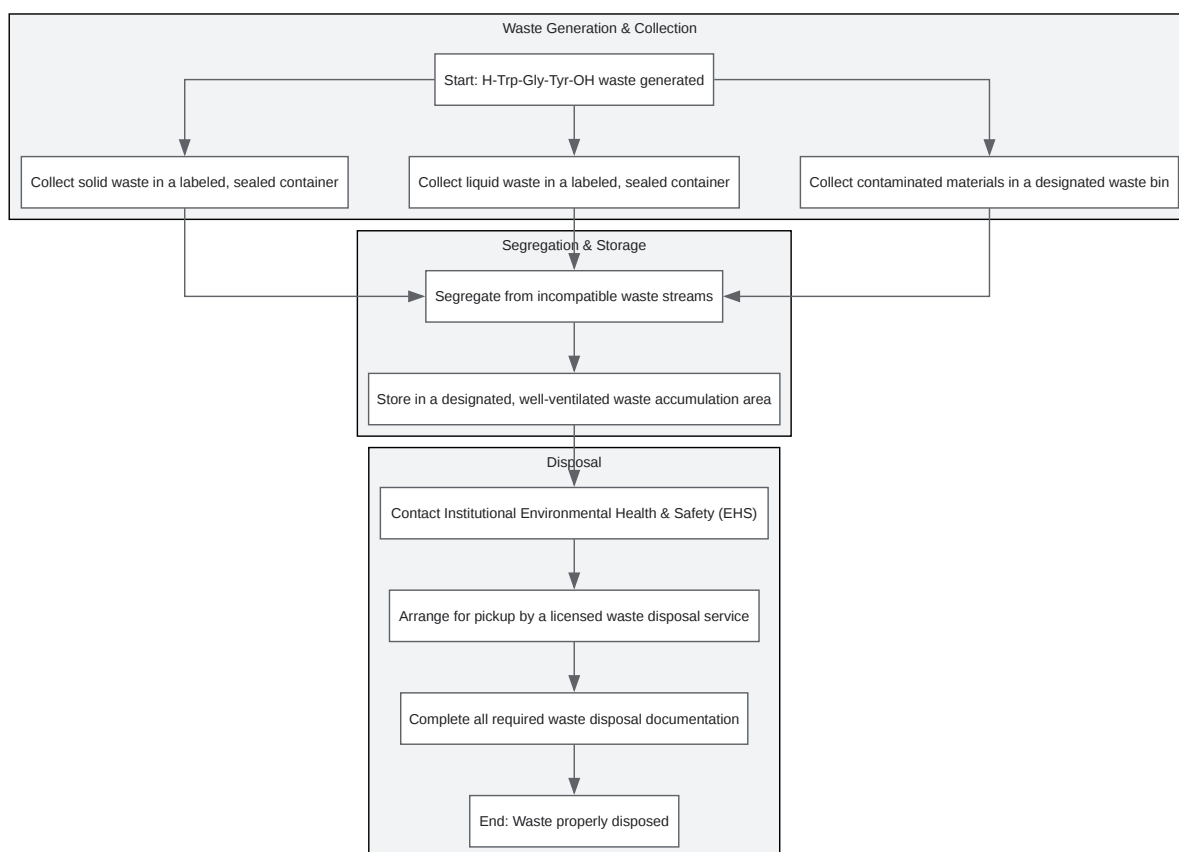 Waste Generation & Collection
Start: H-Trp-Gly-Tyr-OH waste generated
Collect solid waste in a labeled, sealed container
Collect liquid waste in a labeled, sealed container
Collect contaminated materials in a designated waste bin
Segregation & Storage
Segregate from incompatible waste streams
Store in a designated, well-ventilated waste accumulation area
Disposal
Contact Institutional Environmental Health & Safety (EHS)
Arrange for pickup by a licensed waste disposal service
Complete all required waste disposal documentation
End: Waste properly disposed